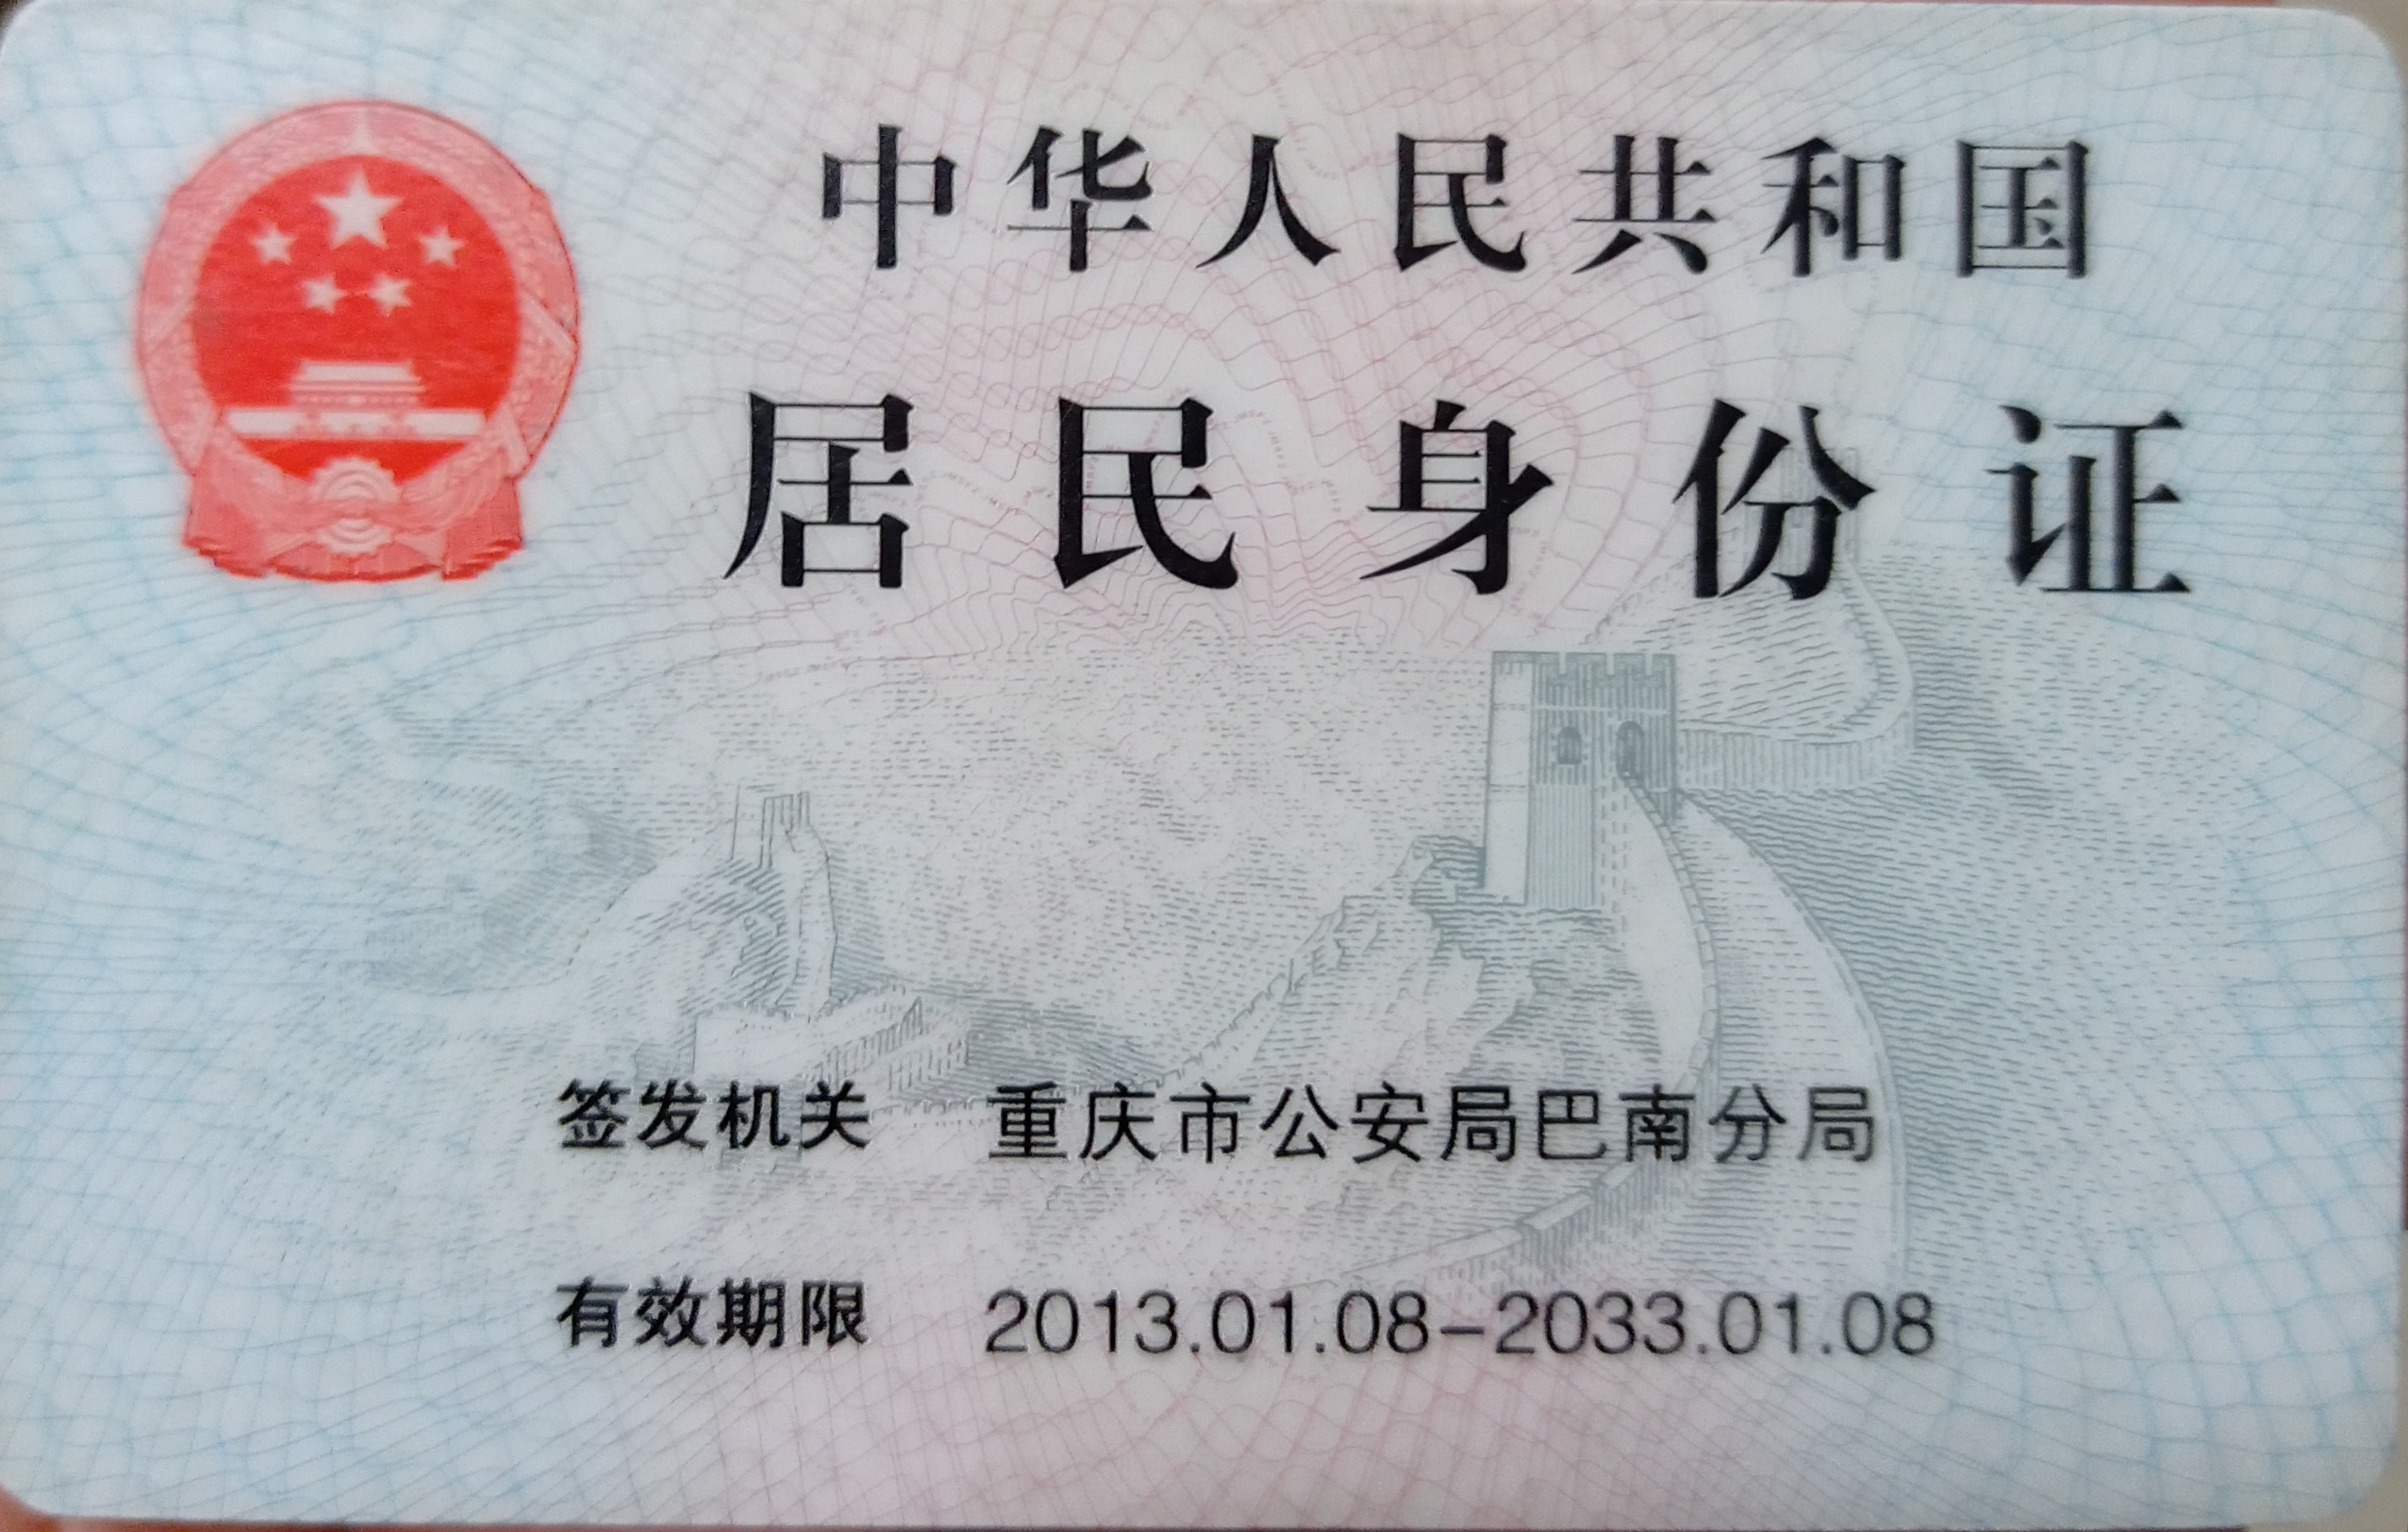 中华人民共和国
居民身份证
签发机关 重庆市公安局巴南分局
有效期限 2013.01.08-2033.01.08